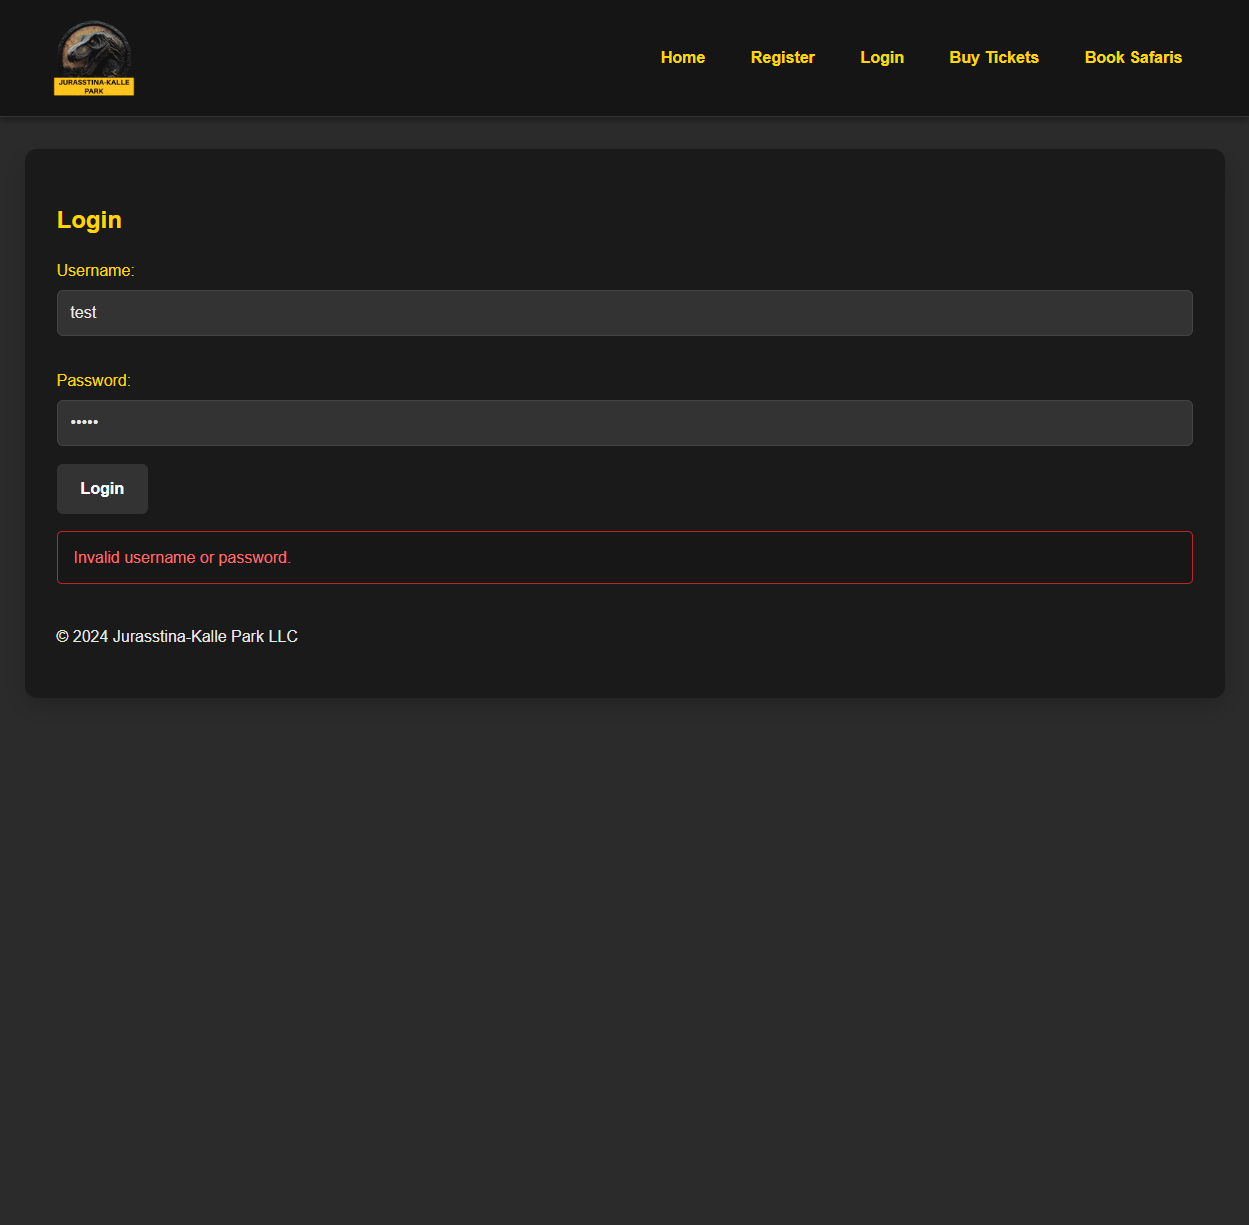 JURASSTINA-KALLE
PARK
Home Register Login Buy Tickets Book Safaris
Login
Username:
test
Password:
•••••
Login
Invalid username or password.
© 2024 Jurasstina-Kalle Park LLC